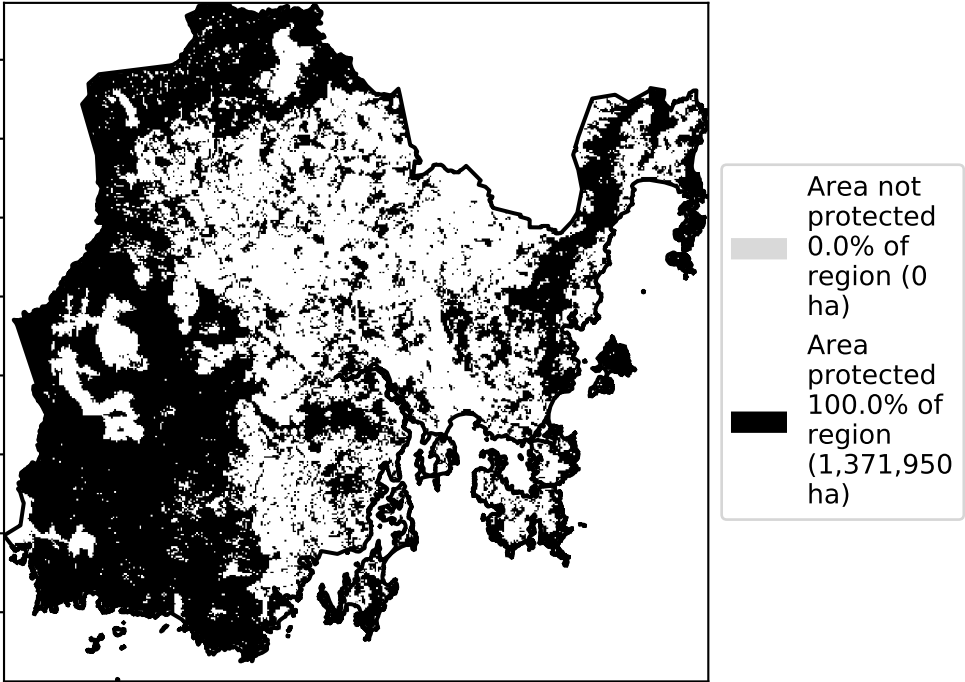 Area not
protected
0.0% of
region (0
ha)
Area
protected
100.0% of
region
(1,371,950
ha)